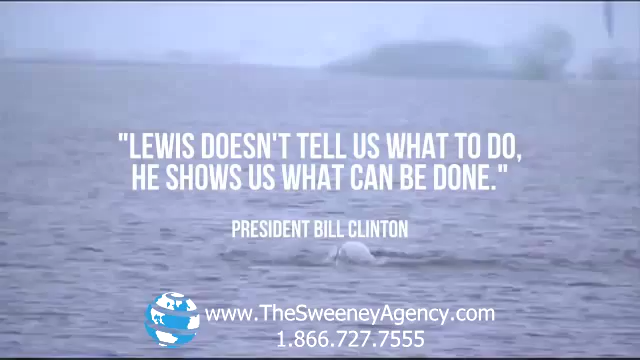 "LEWIS DOESN'T TELL US WHAT TO DO,
HE SHOWS US WHAT CAN BE DONE."
PRESIDENT BILL CLINTON
www.TheSweeneyAgency.com
1.866.727.7555